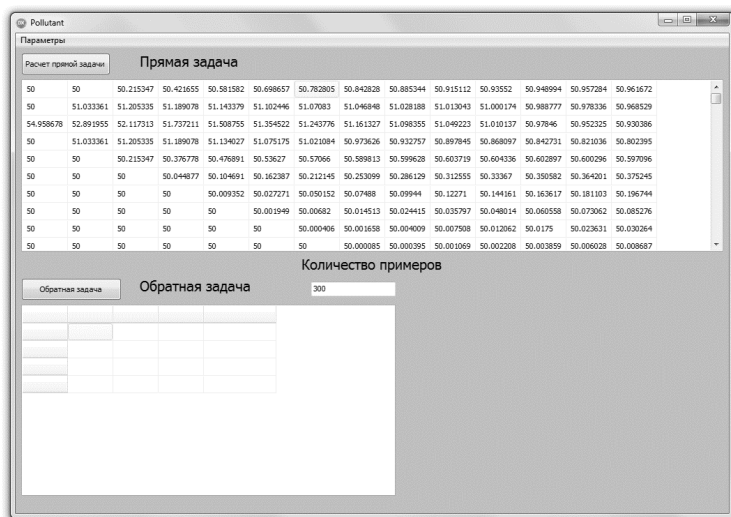 Pollutant
Параметры
Расчет прямой задачи Прямая задача
50 50 50.215347 50.421655 50.581582 50.698657 50.782805 50.842828 50.885344 50.915112 50.93552 50.948994 50.957284 50.961672
50 51.033361 51.205335 51.189078 51.143379 51.102446 51.07083 51.046848 51.028188 51.013043 51.000174 50.988777 50.978336 50.968529
54.958678 52.891955 52.117313 51.737211 51.508755 51.354522 51.243776 51.161327 51.098355 51.049223 51.010137 50.97846 50.952325 50.930386
50 51.033361 51.205335 51.189078 51.134027 51.075175 51.021084 50.973626 50.932757 50.897845 50.868097 50.842731 50.821036 50.802395
50 50 50.215347 50.376778 50.476891 50.53627 50.57066 50.589813 50.599628 50.603719 50.604336 50.602897 50.600296 50.597096
50 50 50 50.044877 50.104691 50.162387 50.212145 50.253099 50.286129 50.312555 50.33367 50.350582 50.364201 50.375245
50 50 50 50 50.009352 50.027271 50.050152 50.07488 50.09944 50.12271 50.144161 50.163617 50.181103 50.196744
50 50 50 50 50 50.001949 50.00682 50.014513 50.024415 50.035797 50.048014 50.060558 50.073062 50.085276
50 50 50 50 50 50 50.000406 50.001658 50.004009 50.007508 50.012062 50.0175 50.023631 50.030264
50 50 50 50 50 50 50 50.000085 50.000395 50.001069 50.002208 50.003859 50.006028 50.008687
Количество примеров
Обратная задача Обратная задача 300